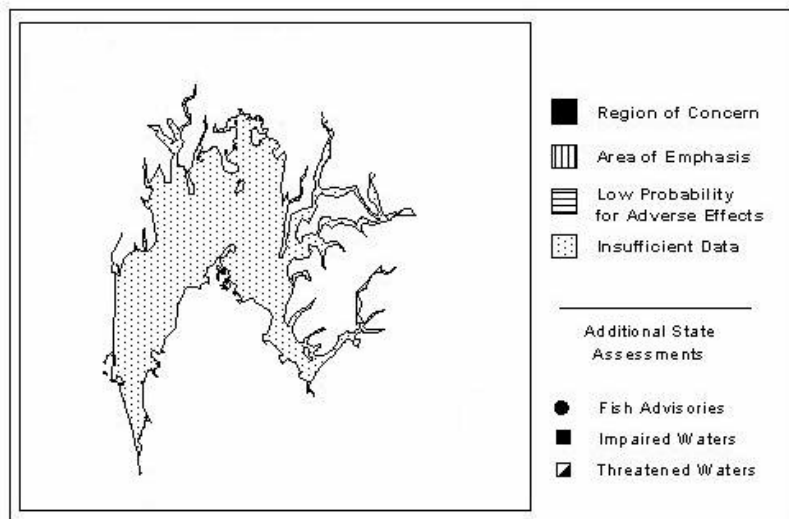 Region of Concern
Area of Emphasis
Low Probability
for Adverse Effects
Insufficient Data
Additional State
Assessments
Fish Advisories
Impaired Waters
Threatened Waters